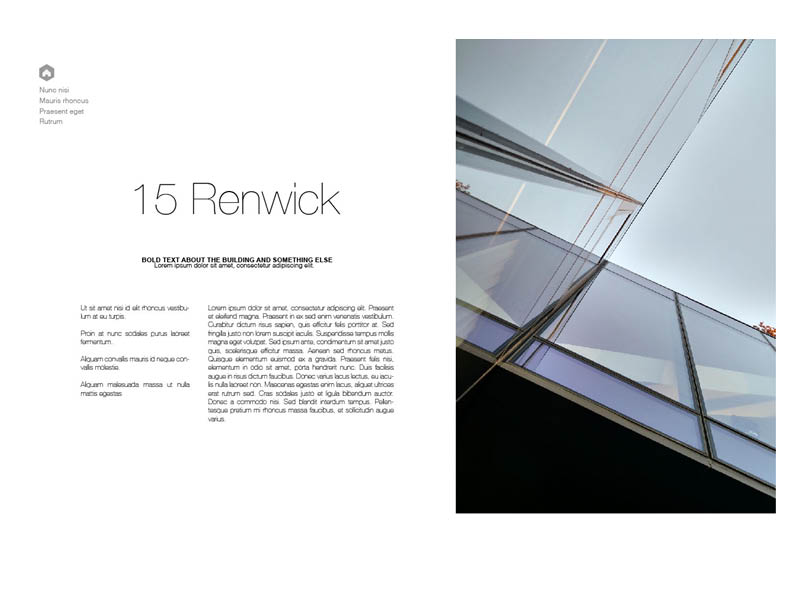 Nunc nisi
Mauris rhoncus
Praesent eget
Rutrum
15 Renwick
BOLD TEXT ABOUT THE BUILDING AND SOMETHING ELSE
Lorem ipsum dolor sit amet, consectetur adipiscing elit.
Ut sit amet nisi id elit rhoncus vestibu-
lum at eu turpis.
Proin at nunc sodales purus laoreet
fermentum.
Aliquam convallis mauris id neque con-
vallis molestie.
Aliquam malesuada massa ut nulla
mattis egestas
Lorem ipsum dolor sit amet, consectetur adipiscing elit. Praesent
et eleifend magna. Praesent in ex sed enim venenatis vestibulum.
Curabitur dictum risus sapien, quis efficitur felis porttitor at. Sed
fringilla justo non lorem suscipit iaculis. Suspendisse tempus mollis
magna eget volutpat. Sed ipsum ante, condimentum sit amet justo
quis, scelerisque efficitur massa. Aenean sed rhoncus metus.
Quisque elementum euismod ex a gravida. Praesent felis nisi,
elementum in odio sit amet, porta hendrerit nunc. Duis facilisis
augue in risus dictum faucibus. Donec varius lacus lectus, eu iacu-
lis nulla laoreet non. Maecenas egestas enim lacus, aliquet ultrices
erat rutrum sed. Cras sodales justo et ligula bibendum auctor.
Donec a commodo nisi. Sed blandit interdum tempus. Pellen-
tesque pretium mi rhoncus massa faucibus, et sollicitudin augue
varius.